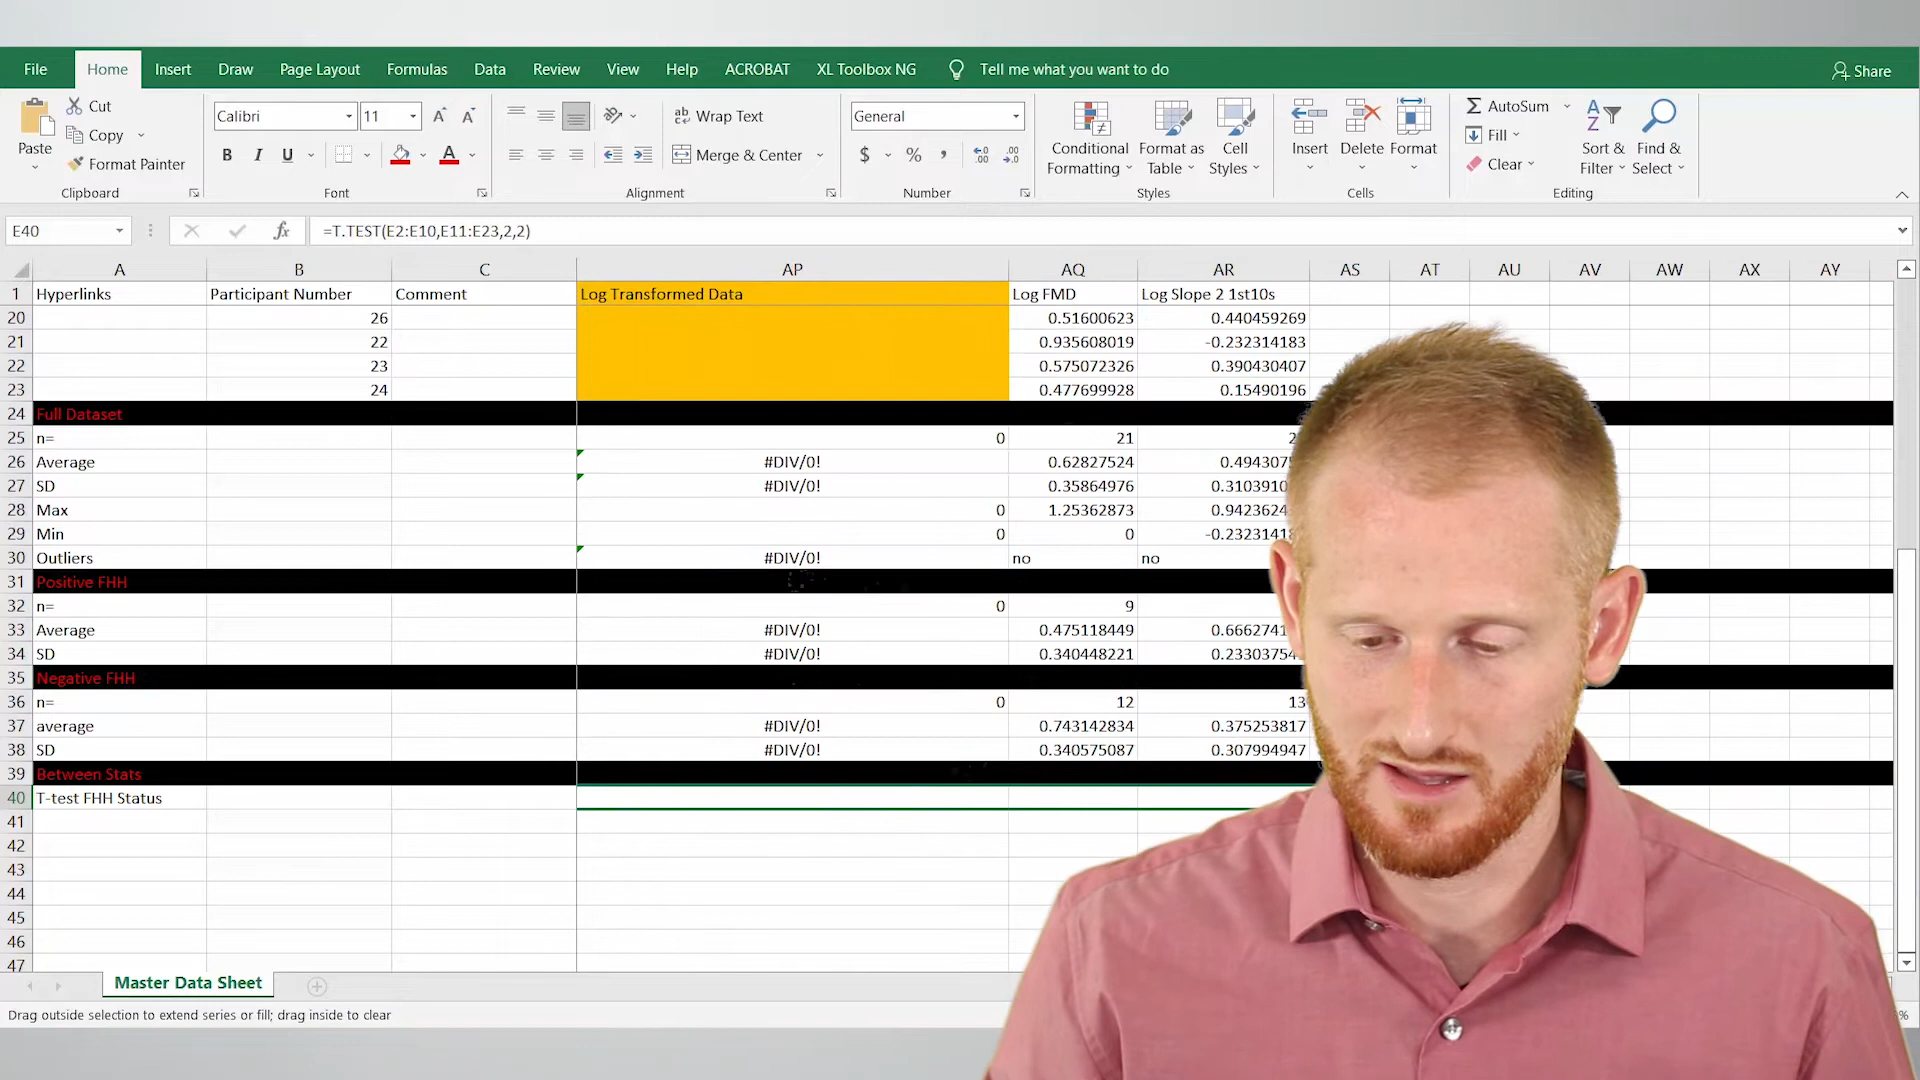 File Home Insert Draw Page Layout Formulas Data Review View Help ACROBAT XL Toolbox NG Tell me what you want to do Share
Paste Cut Copy Format Painter Clipboard
Calibri 11 B I U A Font
Wrap Text Merge & Center Alignment
General $ % , Number
Conditional Formatting Format as Table Cell Styles Styles
Insert Delete Format Cells
AutoSum Fill Clear Sort & Filter Find & Select Editing
E40 fx =T.TEST(E2:E10,E11:E23,2,2)
A B C AP AQ AR AS AT AU AV AW AX AY
1 Hyperlinks Participant Number Comment Log Transformed Data Log FMD Log Slope 2 1st10s
20 26 0.51600623 0.440459269
21 22 0.935608019 -0.232314183
22 23 0.575072326 0.390430407
23 24 0.477699928 0.15490196
24 Full Dataset
25 n= 0 21
26 Average #DIV/0! 0.62827524 0.494307
27 SD #DIV/0! 0.35864976 0.310391
28 Max 0 1.25362873 0.942362
29 Min 0 0 -0.2323141
30 Outliers #DIV/0! no no
31 Positive FHH
32 n= 0 9
33 Average #DIV/0! 0.475118449 0.6662741
34 SD #DIV/0! 0.340448221 0.2330375
35 Negative FHH
36 n= 0 12 13
37 average #DIV/0! 0.743142834 0.375253817
38 SD #DIV/0! 0.340575087 0.307994947
39 Between Stats
40 T-test FHH Status
41
42
43
44
45
46
47
Master Data Sheet
Drag outside selection to extend series or fill; drag inside to clear